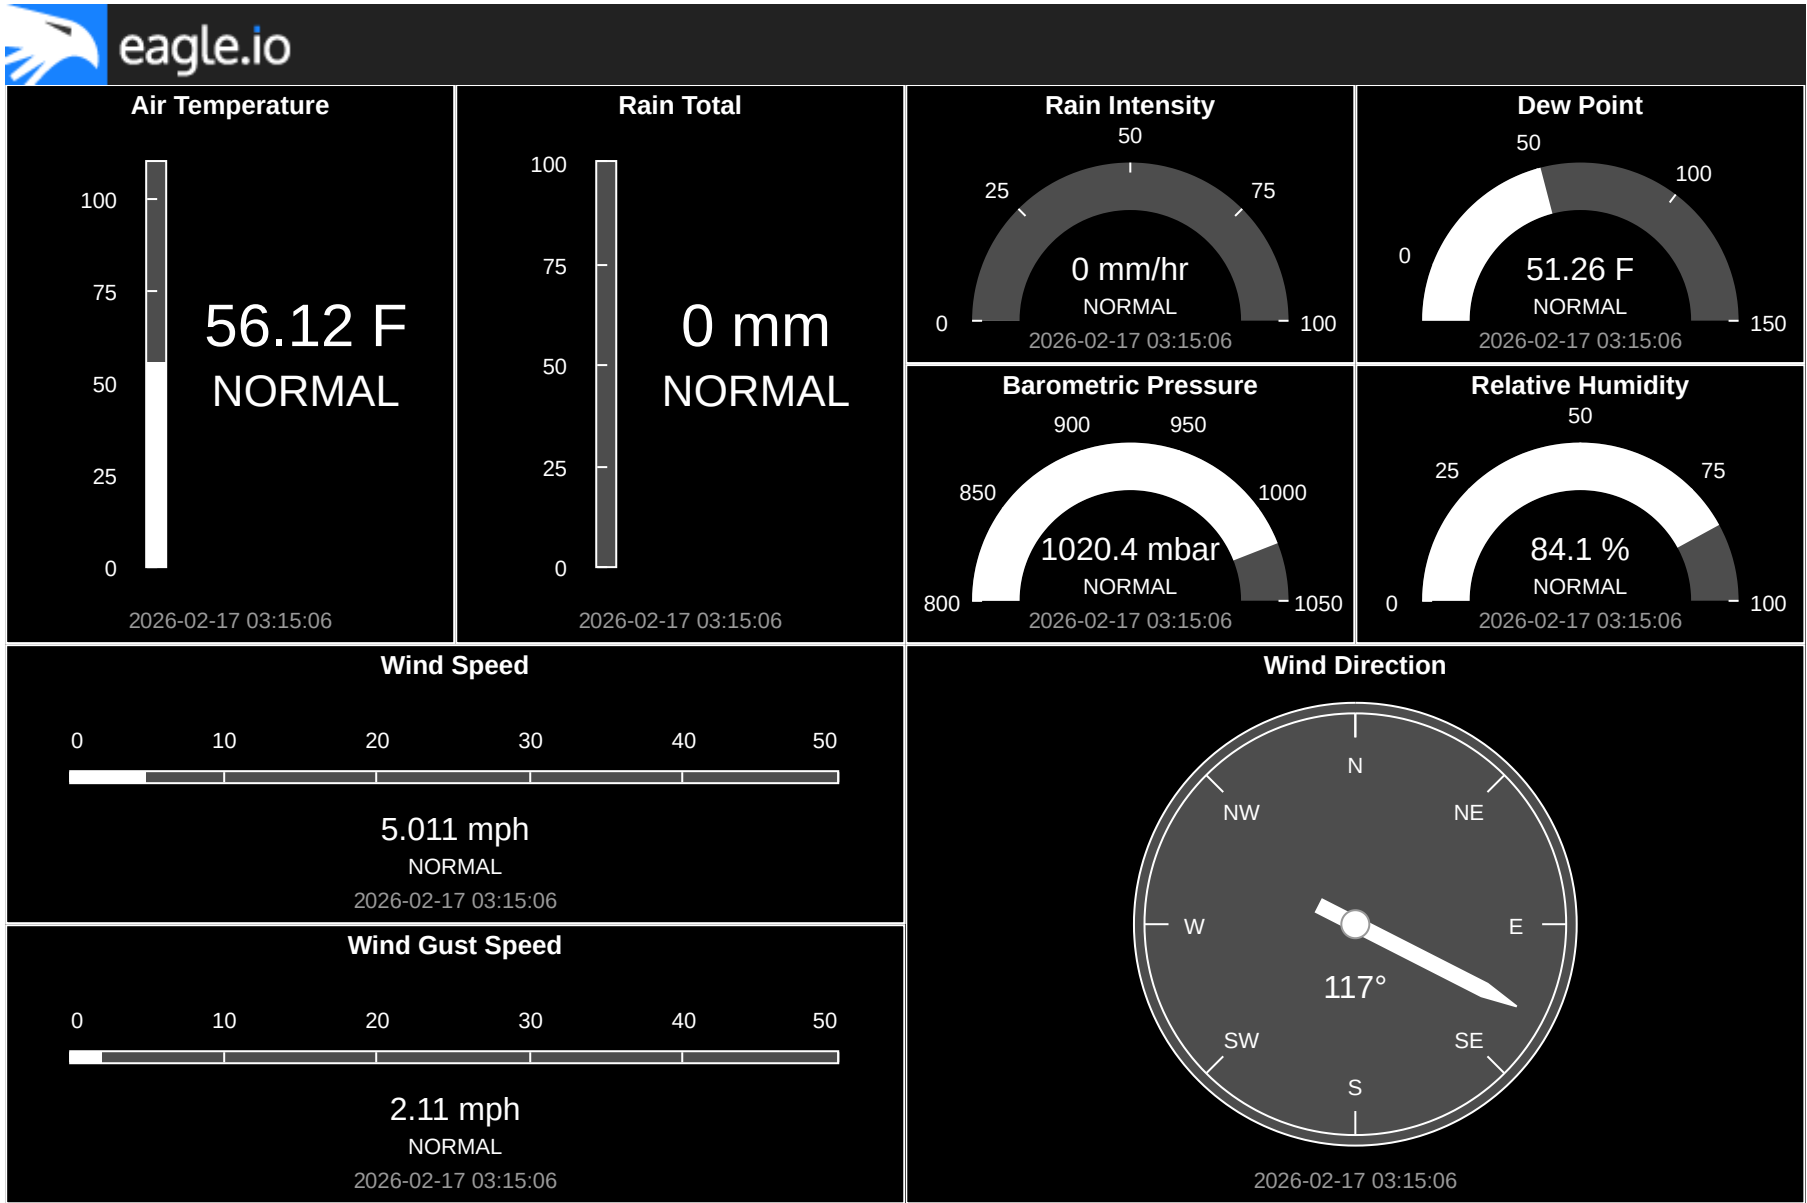 eagle.io
Air Temperature
100
75
50
25
0
56.12 F
NORMAL
2026-02-17 03:15:06
Rain Total
100
75
50
25
0
0 mm
NORMAL
2026-02-17 03:15:06
Rain Intensity
0
25
50
75
100
0 mm/hr
NORMAL
2026-02-17 03:15:06
Dew Point
0
50
100
150
51.26 F
NORMAL
2026-02-17 03:15:06
Barometric Pressure
800
850
900
950
1000
1050
1020.4 mbar
NORMAL
2026-02-17 03:15:06
Relative Humidity
0
25
50
75
100
84.1 %
NORMAL
2026-02-17 03:15:06
Wind Speed
0 10 20 30 40 50
5.011 mph
NORMAL
2026-02-17 03:15:06
Wind Gust Speed
0 10 20 30 40 50
2.11 mph
NORMAL
2026-02-17 03:15:06
Wind Direction
N
NW NE
W E
117°
SW SE
S
2026-02-17 03:15:06